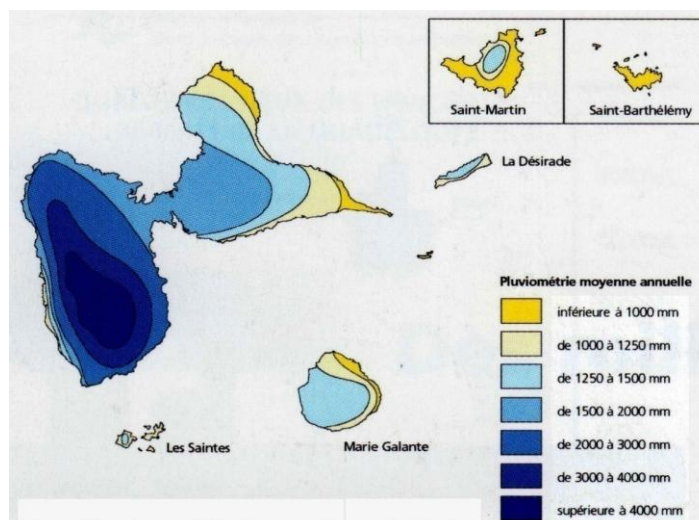 Saint-Martin
Saint-Barthélémy
La Désirade
Pluviométrie moyenne annuelle
inférieure à 1000 mm
de 1000 à 1250 mm
de 1250 à 1500 mm
de 1500 à 2000 mm
de 2000 à 3000 mm
de 3000 à 4000 mm
supérieure à 4000 mm
Les Saintes
Marie Galante